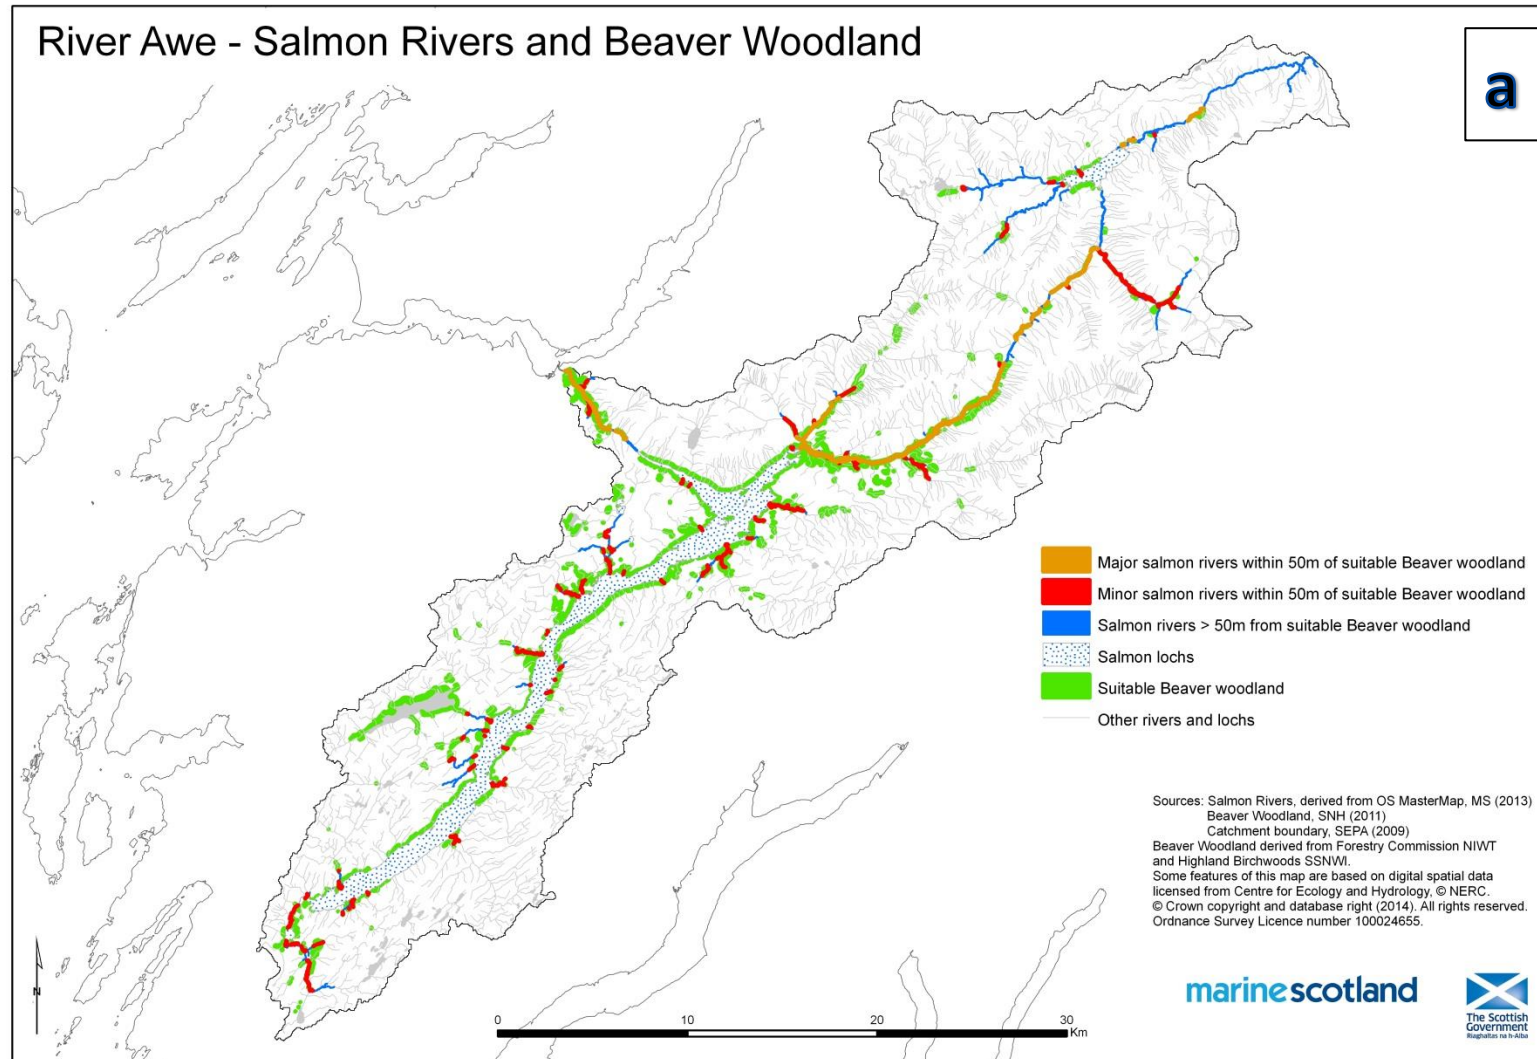 River Awe - Salmon Rivers and Beaver Woodland
a
Major salmon rivers within 50m of suitable Beaver woodland
Minor salmon rivers within 50m of suitable Beaver woodland
Salmon rivers > 50m from suitable Beaver woodland
Salmon lochs
Suitable Beaver woodland
Other rivers and lochs
Sources: Salmon Rivers, derived from OS MasterMap, MS (2013)
Beaver Woodland, SNH (2011)
Catchment boundary, SEPA (2009)
Beaver Woodland derived from Forestry Commission NIWT
and Highland Birchwoods SSNWI.
Some features of this map are based on digital spatial data
licensed from Centre for Ecology and Hydrology, © NERC.
© Crown copyright and database right (2014). All rights reserved.
Ordnance Survey Licence number 100024655.
N
marinescotland
The Scottish
Government
Riaghaltas na h-Alba
0 10 20 30
Km